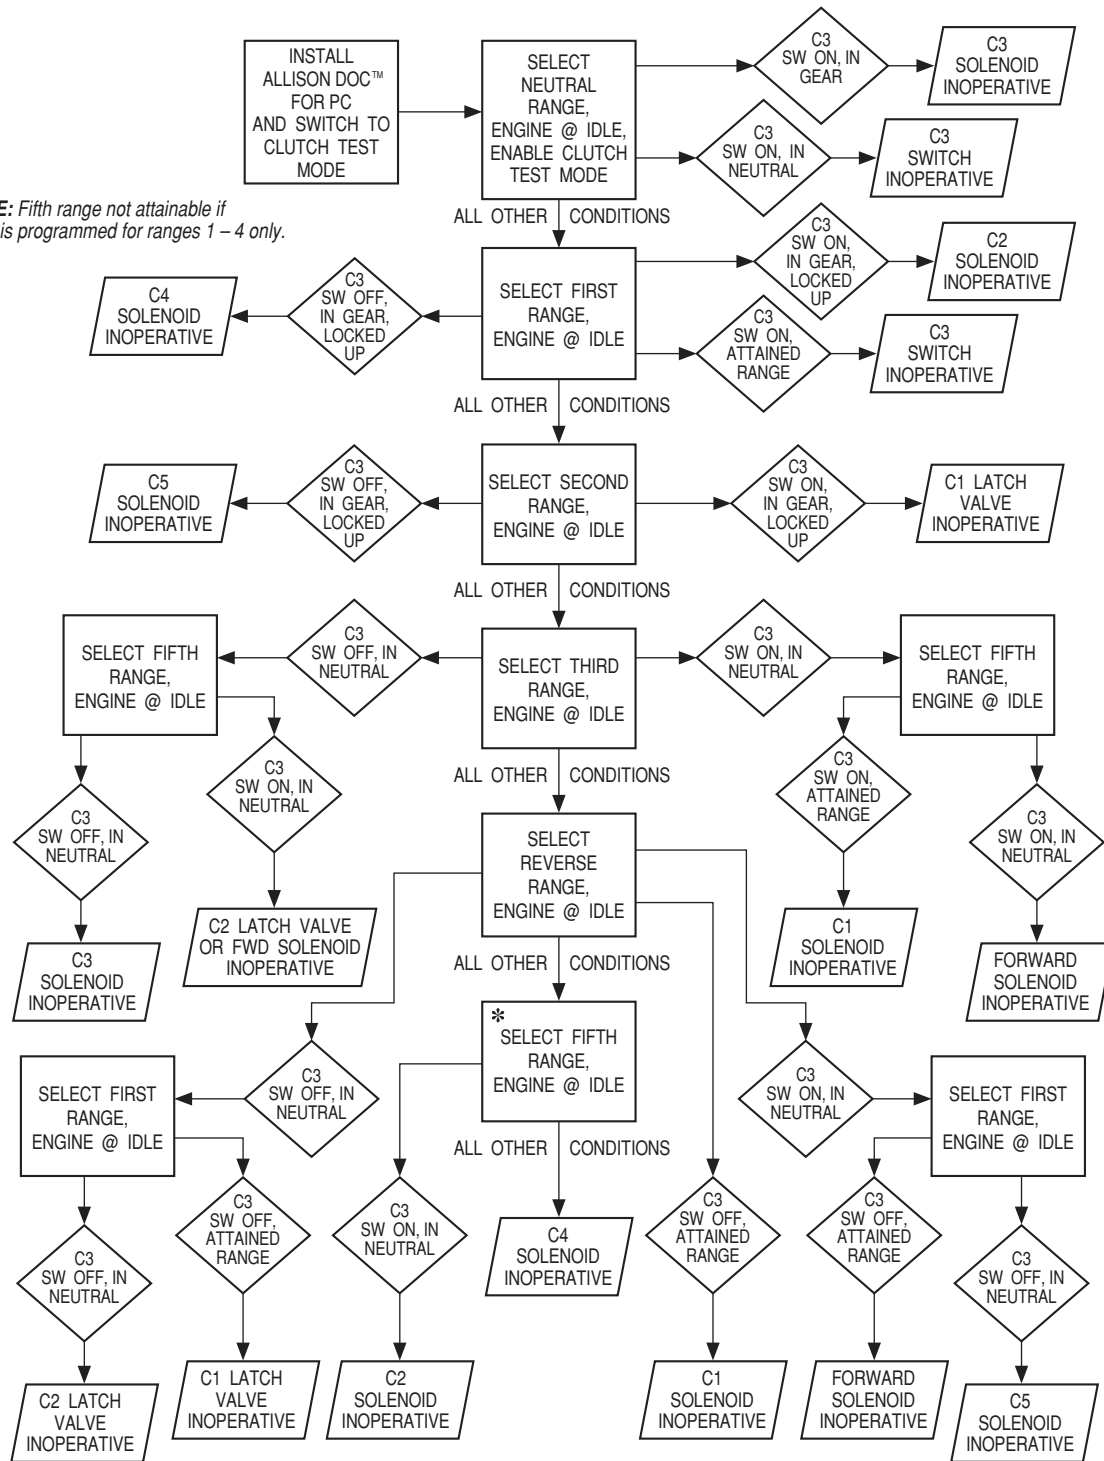 INSTALL
ALLISON DOC™
FOR PC
AND SWITCH TO
CLUTCH TEST
MODE
SELECT
NEUTRAL
RANGE,
ENGINE @ IDLE,
ENABLE CLUTCH
TEST MODE
C3
SW ON, IN
GEAR
C3
SOLENOID
INOPERATIVE
C3
SW ON, IN
NEUTRAL
C3
SWITCH
INOPERATIVE
E: Fifth range not attainable if
is programmed for ranges 1 – 4 only.
ALL OTHER CONDITIONS
C4
SOLENOID
INOPERATIVE
C3
SW OFF,
IN GEAR,
LOCKED
UP
SELECT FIRST
RANGE,
ENGINE @ IDLE
C3
SW ON,
IN GEAR,
LOCKED
UP
C2
SOLENOID
INOPERATIVE
C3
SW ON,
ATTAINED
RANGE
C3
SWITCH
INOPERATIVE
ALL OTHER CONDITIONS
C5
SOLENOID
INOPERATIVE
C3
SW OFF,
IN GEAR,
LOCKED
UP
SELECT SECOND
RANGE,
ENGINE @ IDLE
C3
SW ON,
IN GEAR,
LOCKED
UP
C1 LATCH
VALVE
INOPERATIVE
ALL OTHER CONDITIONS
SELECT FIFTH
RANGE,
ENGINE @ IDLE
C3
SW OFF, IN
NEUTRAL
SELECT THIRD
RANGE,
ENGINE @ IDLE
C3
SW ON, IN
NEUTRAL
SELECT FIFTH
RANGE,
ENGINE @ IDLE
C3
SW OFF, IN
NEUTRAL
C3
SW ON, IN
NEUTRAL
ALL OTHER CONDITIONS
C3
SW ON,
ATTAINED
RANGE
C3
SW ON, IN
NEUTRAL
C3
SOLENOID
INOPERATIVE
C2 LATCH VALVE
OR FWD SOLENOID
INOPERATIVE
SELECT
REVERSE
RANGE,
ENGINE @ IDLE
C1
SOLENOID
INOPERATIVE
FORWARD
SOLENOID
INOPERATIVE
ALL OTHER CONDITIONS
SELECT FIRST
RANGE,
ENGINE @ IDLE
C3
SW OFF, IN
NEUTRAL
*
SELECT FIFTH
RANGE,
ENGINE @ IDLE
C3
SW ON, IN
NEUTRAL
SELECT FIRST
RANGE,
ENGINE @ IDLE
ALL OTHER CONDITIONS
C3
SW OFF, IN
NEUTRAL
C3
SW OFF,
ATTAINED
RANGE
C3
SW ON, IN
NEUTRAL
C4
SOLENOID
INOPERATIVE
C3
SW OFF,
ATTAINED
RANGE
C3
SW OFF,
ATTAINED
RANGE
C3
SW OFF, IN
NEUTRAL
C2 LATCH
VALVE
INOPERATIVE
C1 LATCH
VALVE
INOPERATIVE
C2
SOLENOID
INOPERATIVE
C1
SOLENOID
INOPERATIVE
FORWARD
SOLENOID
INOPERATIVE
C5
SOLENOID
INOPERATIVE